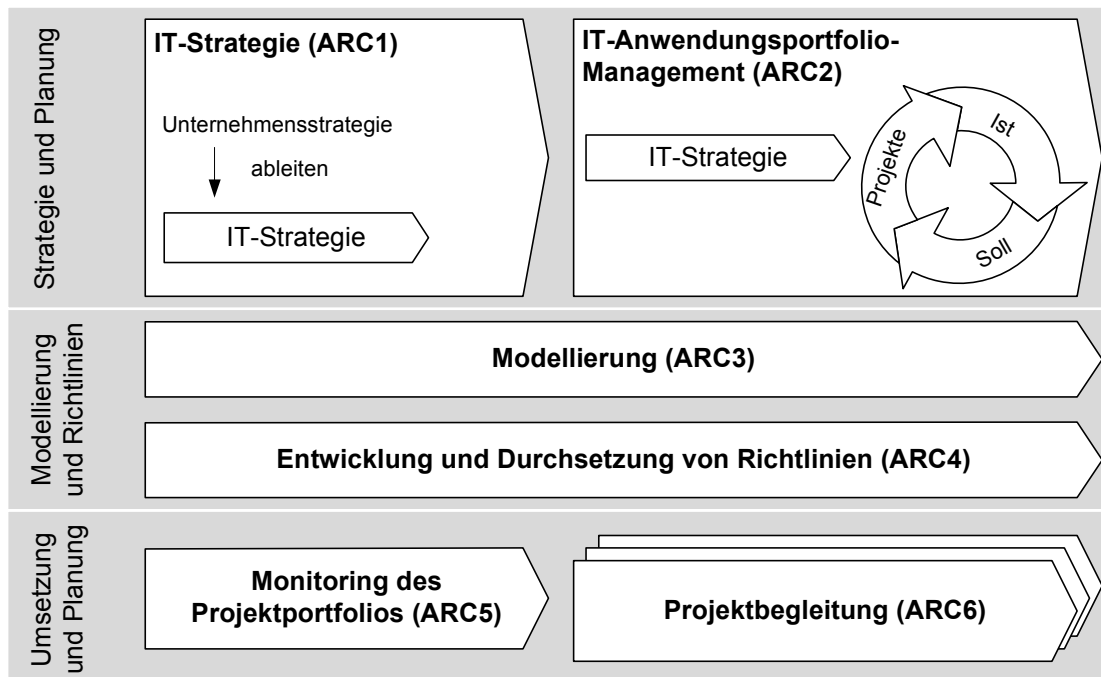 Strategie und Planung
IT-Strategie (ARC1)
Unternehmensstrategie
ableiten
IT-Strategie
IT-Anwendungsportfolio-
Management (ARC2)
IT-Strategie
Projekte
Ist
Soll
Modellierung
und Richtlinien
Modellierung (ARC3)
Entwicklung und Durchsetzung von Richtlinien (ARC4)
Umsetzung
und Planung
Monitoring des
Projektportfolios (ARC5)
Projektbegleitung (ARC6)